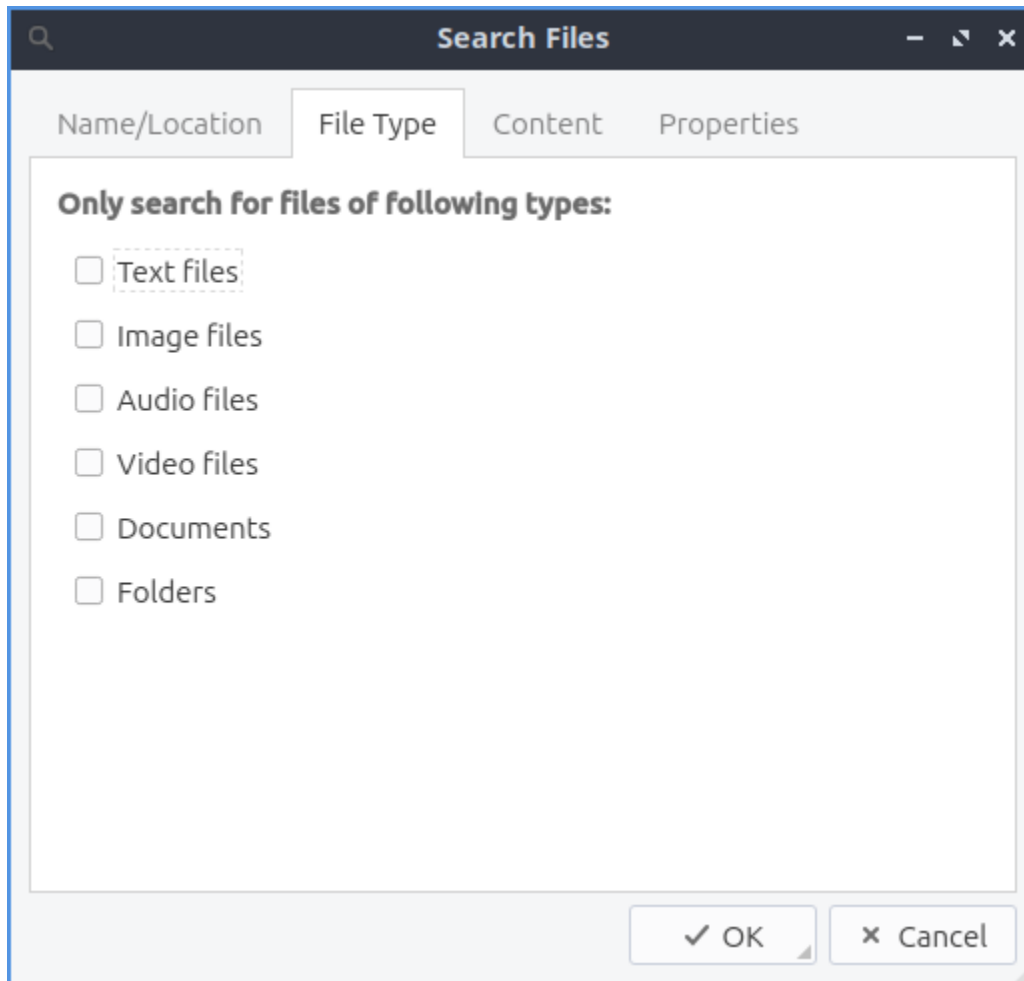 Search Files
Name/Location File Type Content Properties
Only search for files of following types:
Text files
Image files
Audio files
Video files
Documents
Folders
OK Cancel